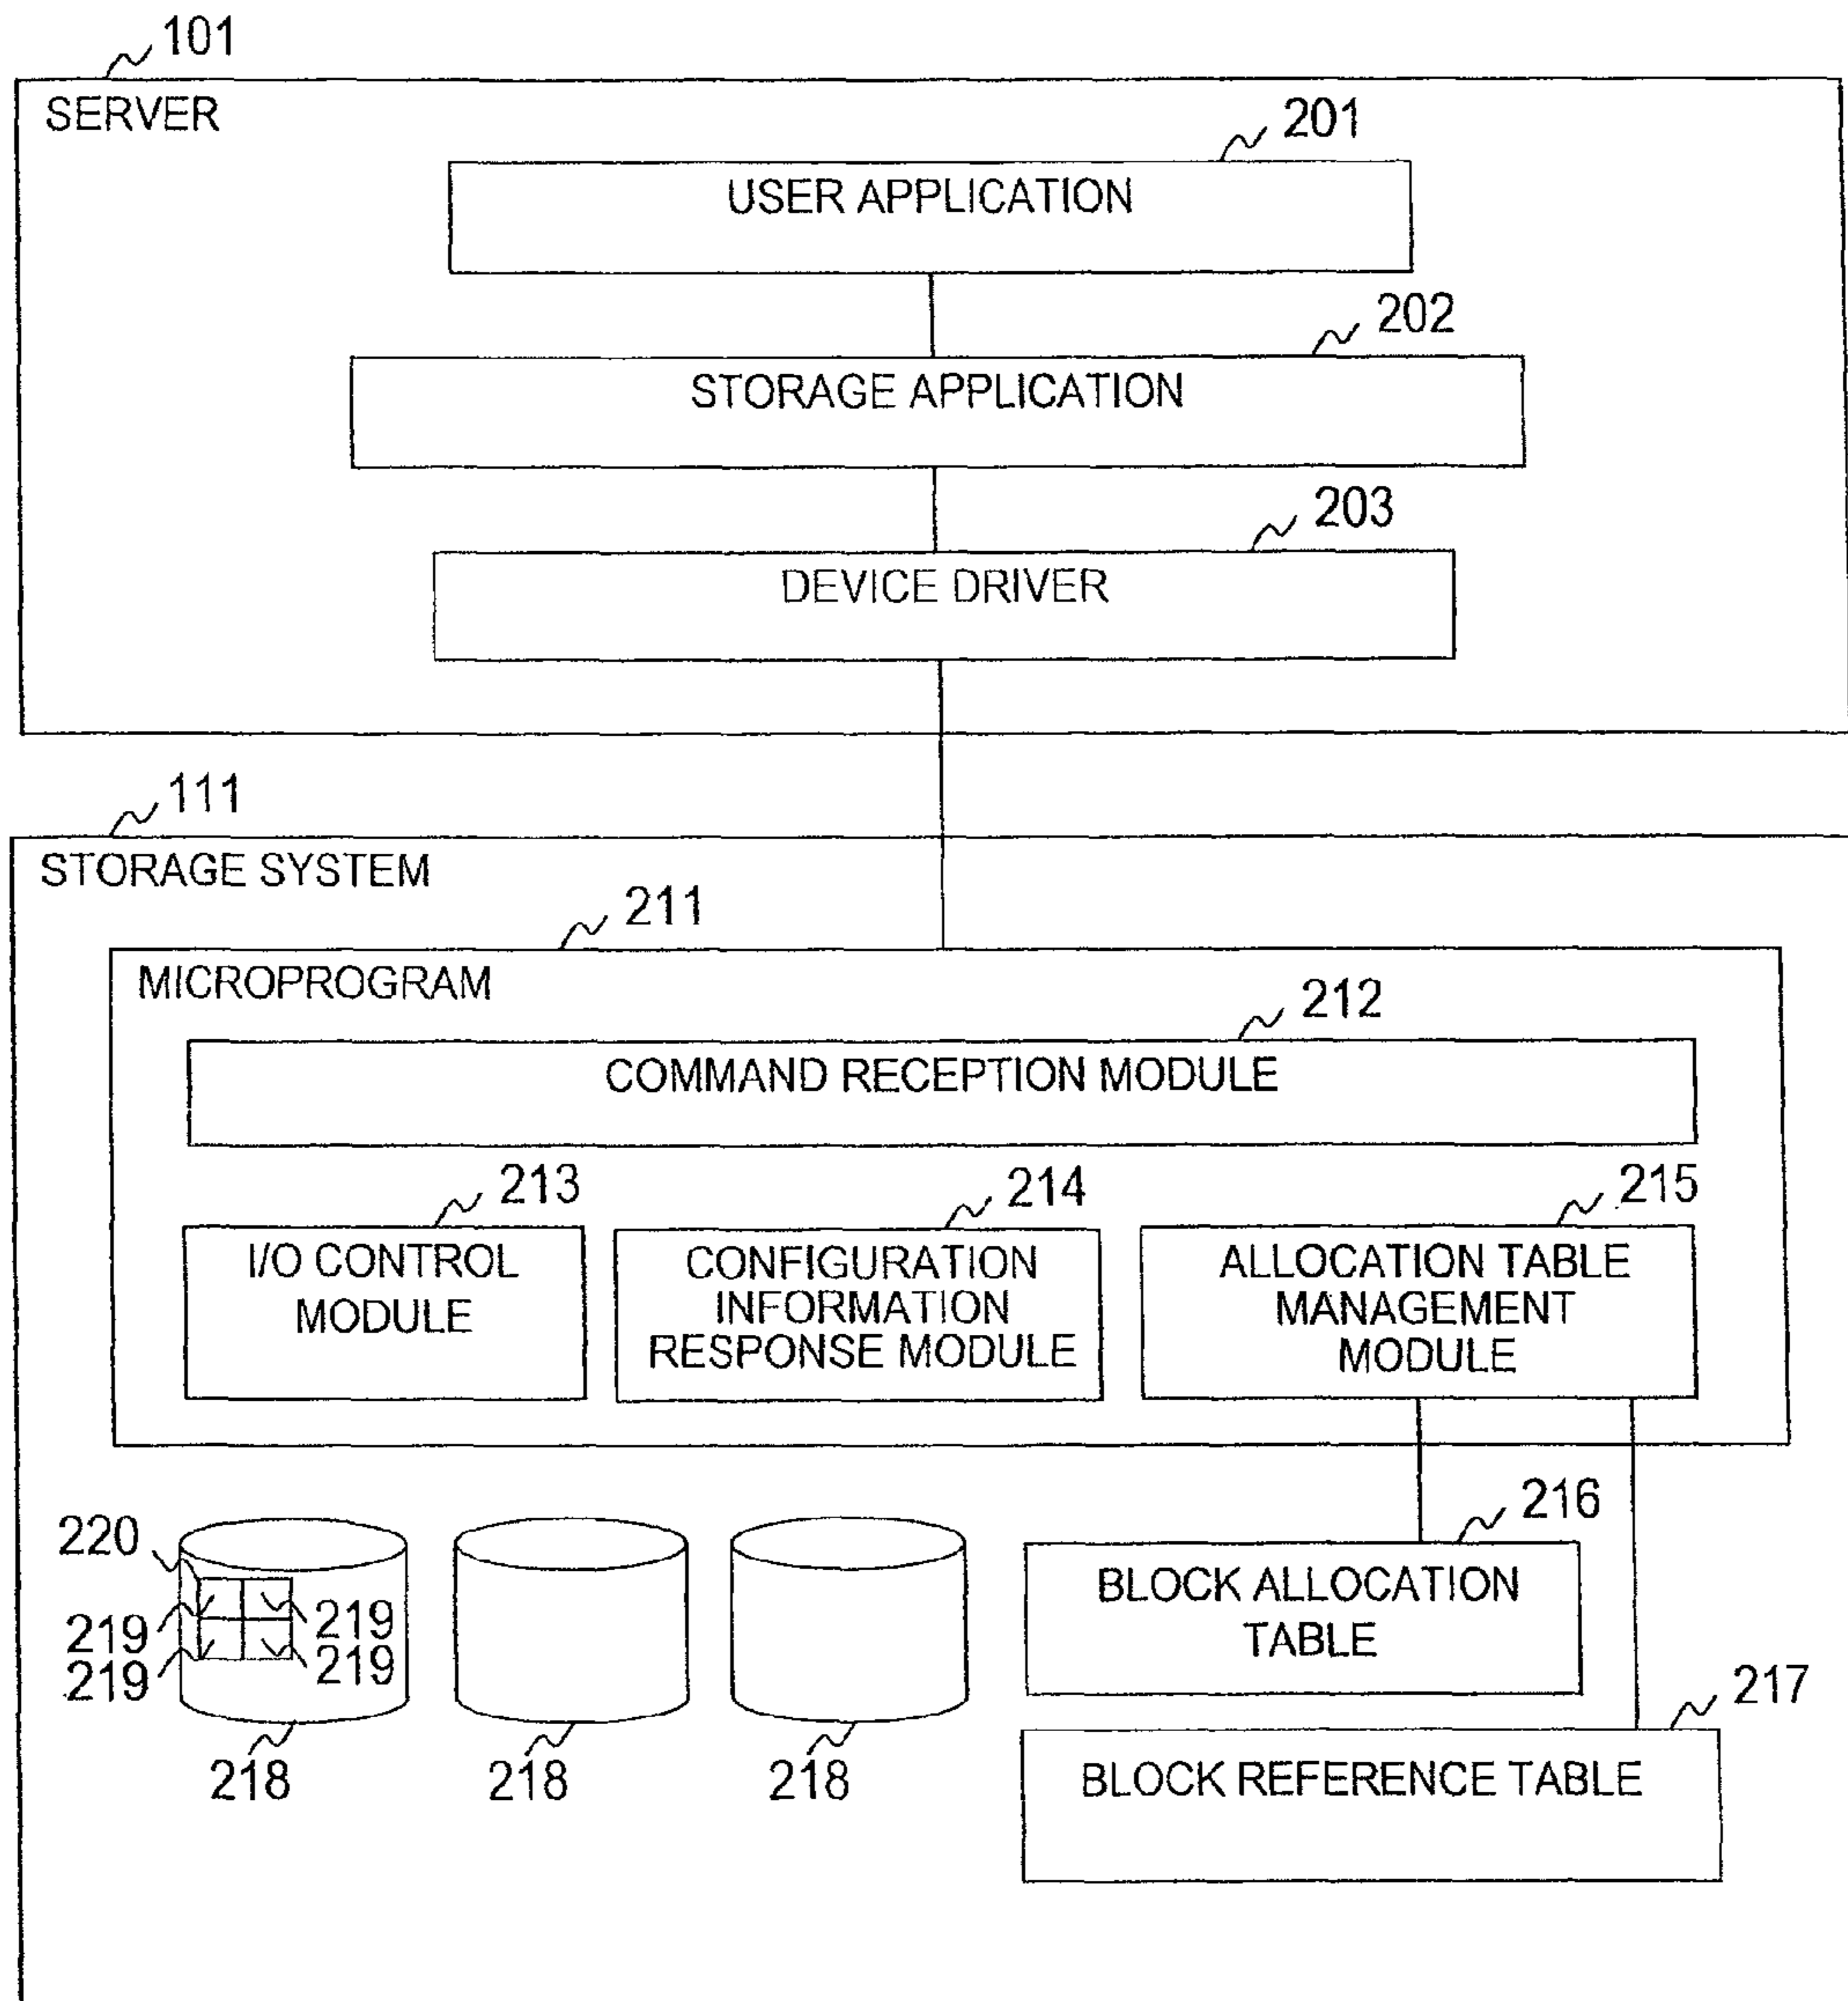 101
SERVER
201
USER APPLICATION
202
STORAGE APPLICATION
203
DEVICE DRIVER
111
STORAGE SYSTEM
211
MICROPROGRAM
212
COMMAND RECEPTION MODULE
213
I/O CONTROL
MODULE
214
CONFIGURATION
INFORMATION
RESPONSE MODULE
215
ALLOCATION TABLE
MANAGEMENT
MODULE
220
219
219
219
219
218
218
218
216
BLOCK ALLOCATION
TABLE
217
BLOCK REFERENCE TABLE